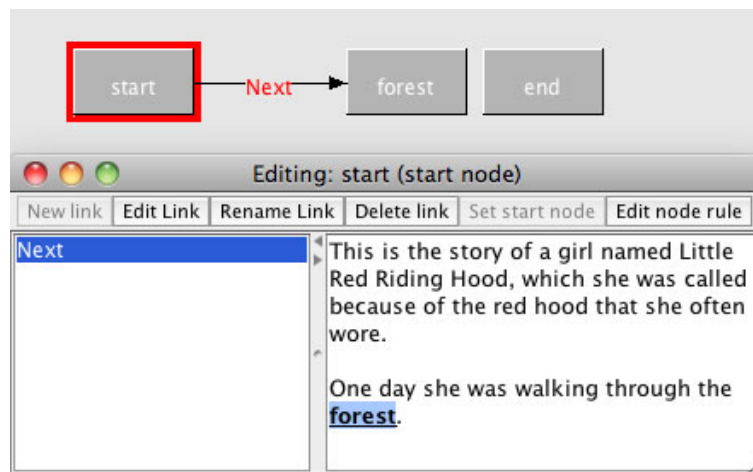 start Next forest end
Editing: start (start node)
New link Edit Link Rename Link Delete link Set start node Edit node rule
Next
This is the story of a girl named Little
Red Riding Hood, which she was called
because of the red hood that she often
wore.
One day she was walking through the
forest.